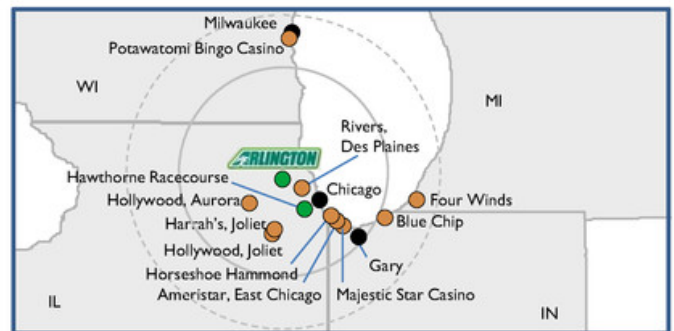 Milwaukee
Potawatomi Bingo Casino
WI
MI
Rivers,
Des Plaines
ARLINGTON
Hawthorne Racecourse
Chicago
Hollywood, Aurora
Four Winds
Harrah's, Joliet
Blue Chip
Hollywood, Joliet
Horseshoe Hammond
Gary
Ameristar, East Chicago
Majestic Star Casino
IL
IN